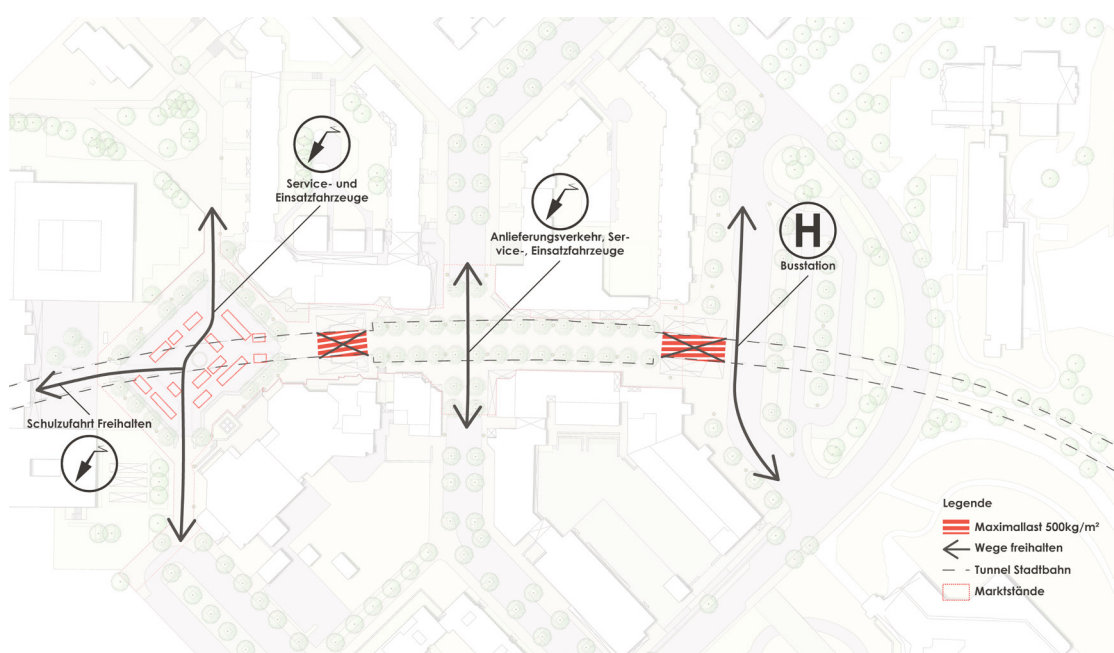 Service- und
Einsatzfahrzeuge
Anlieferungsverkehr, Ser-
vice-, Einsatzfahrzeuge
H
Busstation
Schulzufahrt Freihalten
Legende
Maximallast 500kg/m²
Wege freihalten
Tunnel Stadtbahn
Marktstände